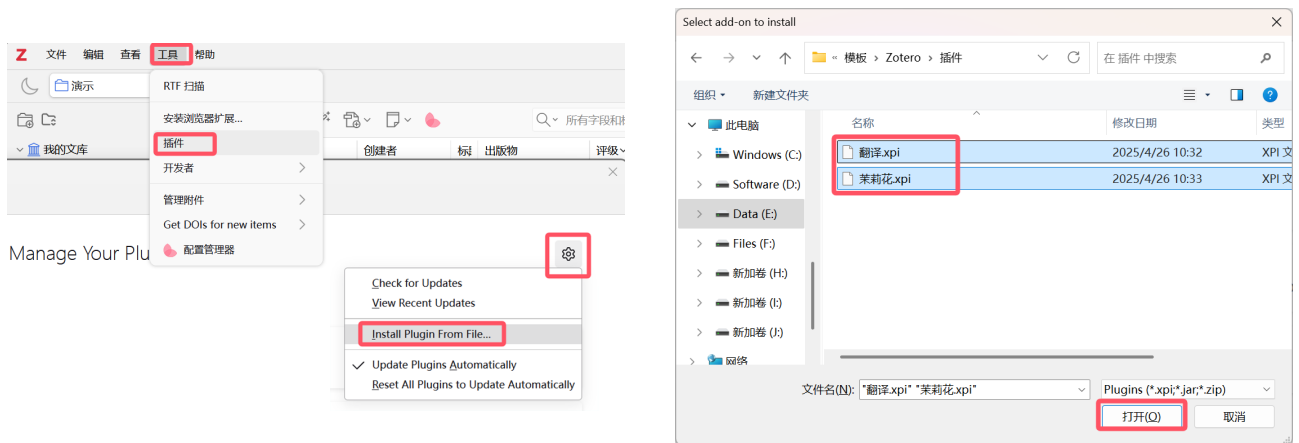 Z 文件 编辑 查看 工具 帮助
演示
RTF 扫描
安装浏览器扩展...
所有字段和标
我的文库
插件
创建者 标题 出版物 评级
开发者
管理附件
Get DOIs for new items
配置管理器
Manage Your Plu
Check for Updates
View Recent Updates
Install Plugin From File...
Update Plugins Automatically
Reset All Plugins to Update Automatically
Select add-on to install
« 模板 › Zotero › 插件
在 插件 中搜索
组织 新建文件夹
名称 修改日期 类型
此电脑
Windows (C:)
Software (D:)
Data (E:)
Files (F:)
新加卷 (H:)
新加卷 (I:)
新加卷 (J:)
网络
翻译.xpi 2025/4/26 10:32 XPI 文
茉莉花.xpi 2025/4/26 10:33 XPI 文
文件名(N): "翻译.xpi" "茉莉花.xpi"
Plugins (*.xpi;*.jar;*.zip)
打开(O) 取消